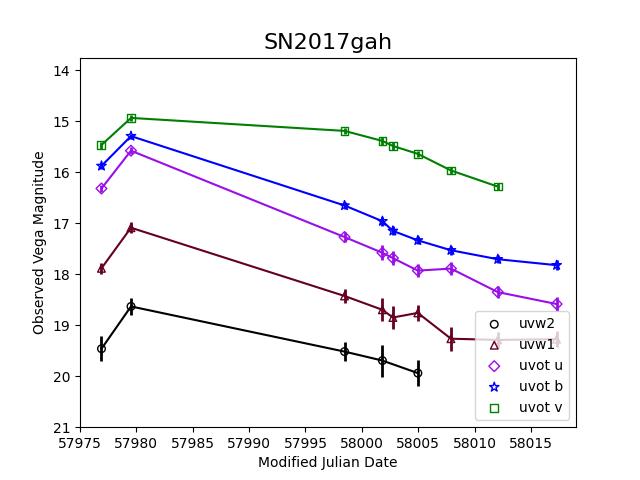 SN2017gah
14
15
16
17
18
19
20
21
Observed Vega Magnitude
57975 57980 57985 57990 57995 58000 58005 58010 58015
Modified Julian Date
uvw2
uvw1
uvot u
uvot b
uvot v